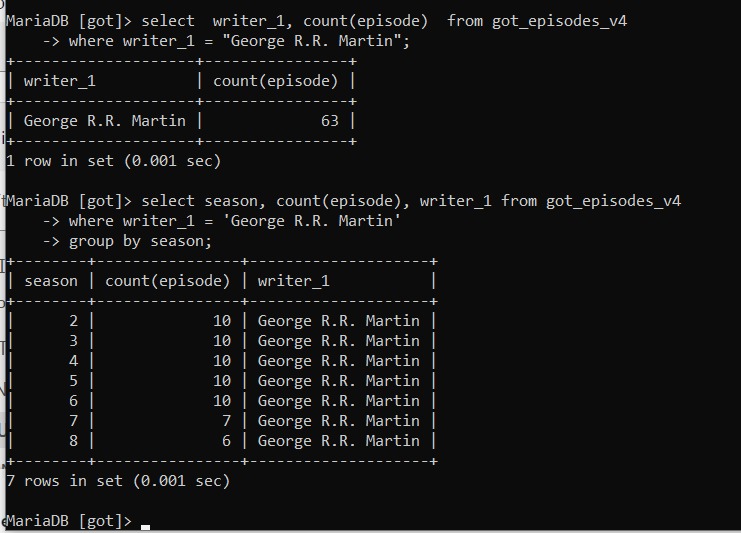 MariaDB [got]> select  writer_1, count(episode)  from got_episodes_v4
    -> where writer_1 = "George R.R. Martin";
+--------------------+----------------+
| writer_1           | count(episode) |
+--------------------+----------------+
| George R.R. Martin |             63 |
+--------------------+----------------+
1 row in set (0.001 sec)

MariaDB [got]> select season, count(episode), writer_1 from got_episodes_v4
    -> where writer_1 = 'George R.R. Martin'
    -> group by season;
+--------+----------------+--------------------+
| season | count(episode) | writer_1           |
+--------+----------------+--------------------+
|      2 |             10 | George R.R. Martin |
|      3 |             10 | George R.R. Martin |
|      4 |             10 | George R.R. Martin |
|      5 |             10 | George R.R. Martin |
|      6 |             10 | George R.R. Martin |
|      7 |              7 | George R.R. Martin |
|      8 |              6 | George R.R. Martin |
+--------+----------------+--------------------+
7 rows in set (0.001 sec)

MariaDB [got]>